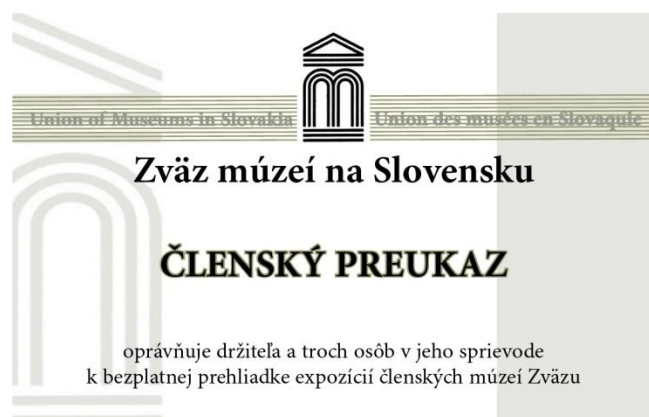 Union of Museums in Slovakia Union des musées en Slovaquie
Zväz múzeí na Slovensku
ČLENSKÝ PREUKAZ
oprávňuje držiteľa a troch osôb v jeho sprievode
k bezplatnej prehliadke expozícií členských múzeí Zväzu